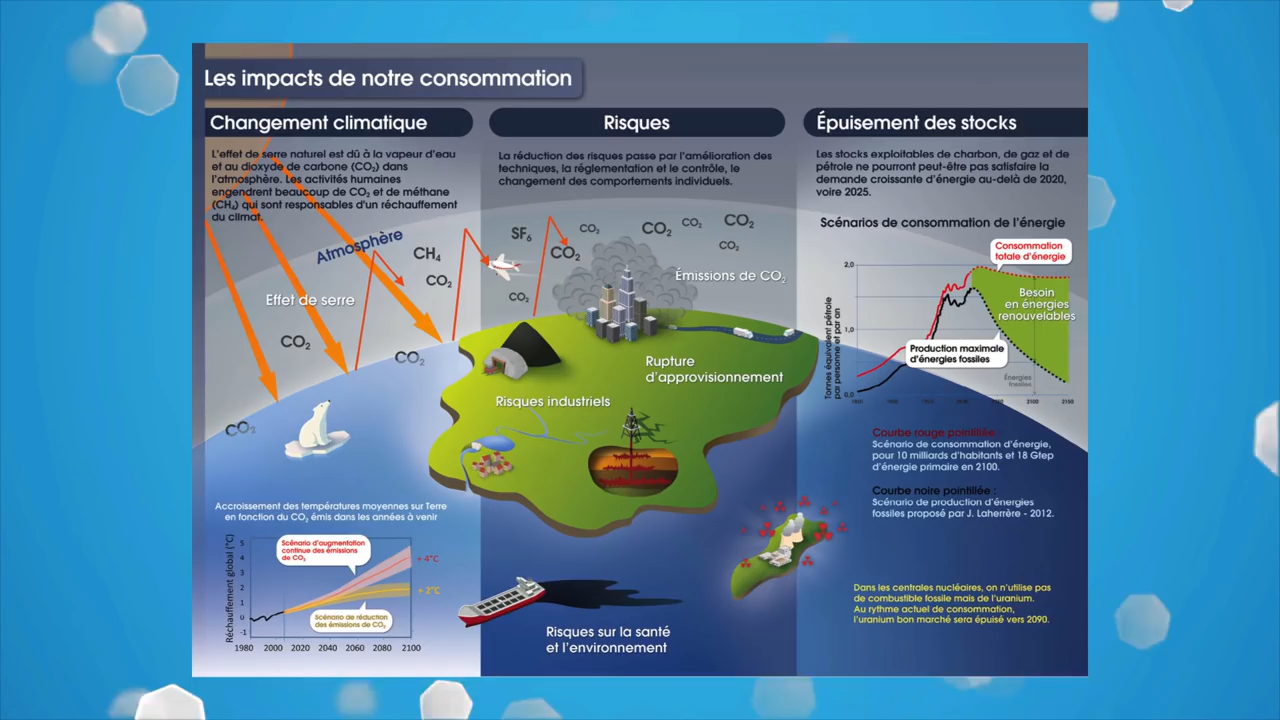 Les impacts de notre consommation
Changement climatique
L'effet de serre naturel est dû à la vapeur d'eau
et au dioxyde de carbone (CO₂) dans
l'atmosphère. Les activités humaines
engendrent beaucoup de CO₂ et de méthane
(CH₄) qui sont responsables d'un réchauffement
du climat.
Atmosphère
CH₄
CO₂
Effet de serre
CO₂
CO₂
CO₂
Accroissement des températures moyennes sur Terre
en fonction du CO₂ émis dans les années à venir
Réchauffement global (°C)
5
4
3
2
1
0
-1
Scénario d'augmentation
continue des émissions
de CO₂
+ 4°C
+ 2°C
Scénario de réduction
des émissions de CO₂
1980 2000 2020 2040 2060 2080 2100
Risques
La réduction des risques passe par l'amélioration des
techniques, la réglementation et le contrôle, le
changement des comportements individuels.
SF₆
CO₂
CO₂
CO₂
CO₂
CO₂
CO₂
CO₂
Émissions de CO₂
Rupture
d'approvisionnement
Risques industriels
Risques sur la santé
et l'environnement
Épuisement des stocks
Les stocks exploitables de charbon, de gaz et de
pétrole ne pourront peut-être pas satisfaire la
demande croissante d'énergie au-delà de 2020,
voire 2025.
Scénarios de consommation de l'énergie
Consommation
totale d'énergie
Tonnes équivalent pétrole
par personne et par an
2,0
1,0
0,0
Besoin
en énergies
renouvelables
Production maximale
d'énergies fossiles
Énergies
fossiles
2100 2150
Courbe rouge pointillée :
Scénario de consommation d'énergie,
pour 10 milliards d'habitants et 18 Gtep
d'énergie primaire en 2100.
Courbe noire pointillée :
Scénario de production d'énergies
fossiles proposé par J. Laherrère - 2012.
Dans les centrales nucléaires, on n'utilise pas
de combustible fossile mais de l'uranium.
Au rythme actuel de consommation,
l'uranium bon marché sera épuisé vers 2090.